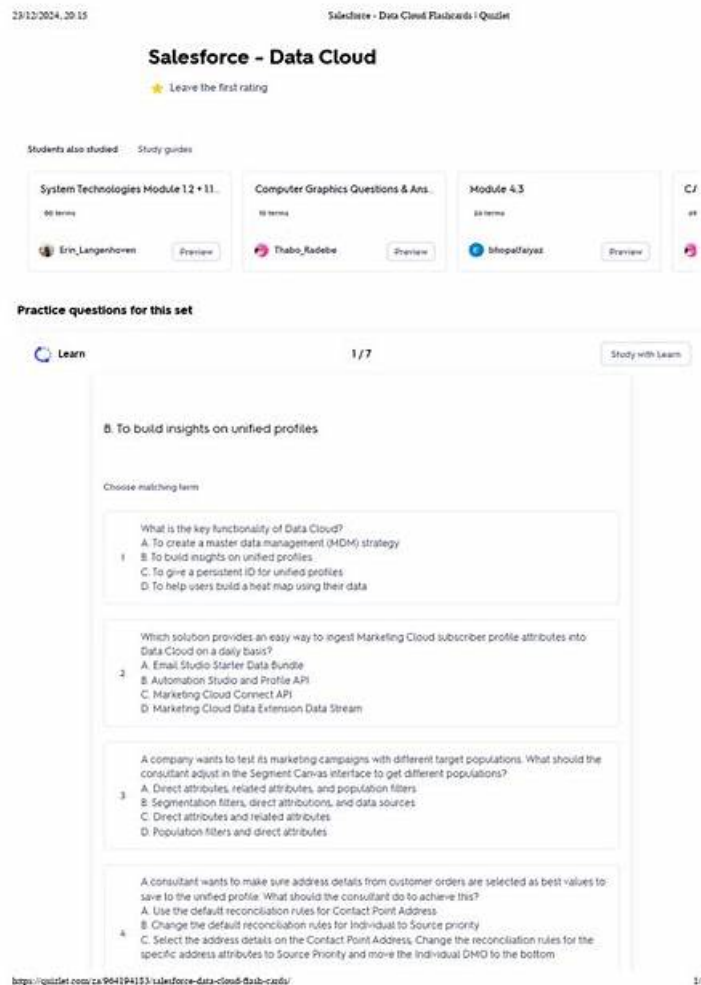 23/12/2024, 20:15
Salesforce - Data Cloud Flashcards | Quizlet
Salesforce - Data Cloud
Leave the first rating
Students also studied
Study guides
System Technologies Module 1.2 + 1.1...
Computer Graphics Questions & Ans...
Module 4.3
terms
terms
terms
Erin_Langenhoven
Preview
Thabo_Radebe
Preview
bhopalfaiyaz
Preview
Practice questions for this set
Learn
1 / 7
Study with Learn
B. To build insights on unified profiles
Choose matching term
What is the key functionality of Data Cloud?
A. To create a master data management (MDM) strategy
1 B. To build insights on unified profiles
C. To give a persistent ID for unified profiles
D. To help users build a heat map using their data
Which solution provides an easy way to ingest Marketing Cloud subscriber profile attributes into
Data Cloud on a daily basis?
2 A. Email Studio Starter Data Bundle
B. Automation Studio and Profile API
C. Marketing Cloud Connect API
D. Marketing Cloud Data Extension Data Stream
A company wants to test its marketing campaigns with different target populations. What should the
consultant adjust in the Segment Canvas interface to get different populations?
3 A. Direct attributes, related attributes, and population filters
B. Segmentation filters, direct attributions, and data sources
C. Direct attributes and related attributes
D. Population filters and direct attributes
A consultant wants to make sure address details from customer orders are selected as best values to
save to the unified profile. What should the consultant do to achieve this?
A. Use the default reconciliation rules for Contact Point Address
4 B. Change the default reconciliation rules for Individual to Source priority
C. Select the address details on the Contact Point Address, Change the reconciliation rules for the
specific address attributes to Source Priority and move the Individual DMO to the bottom
https://quizlet.com/za/964194153/salesforce-data-cloud-flash-cards/